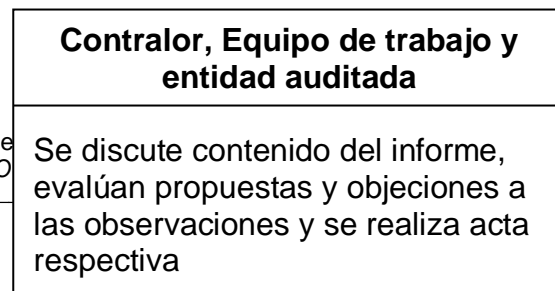 Contralor, Equipo de trabajo y
entidad auditada
e
O
Se discute contenido del informe,
evalúan propuestas y objeciones a
las observaciones y se realiza acta
respectiva